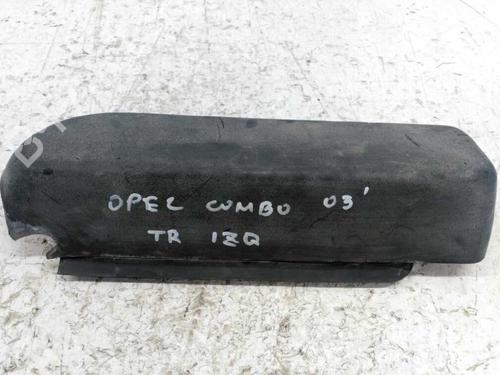 OPEL COMBO 03'
TR IZQ